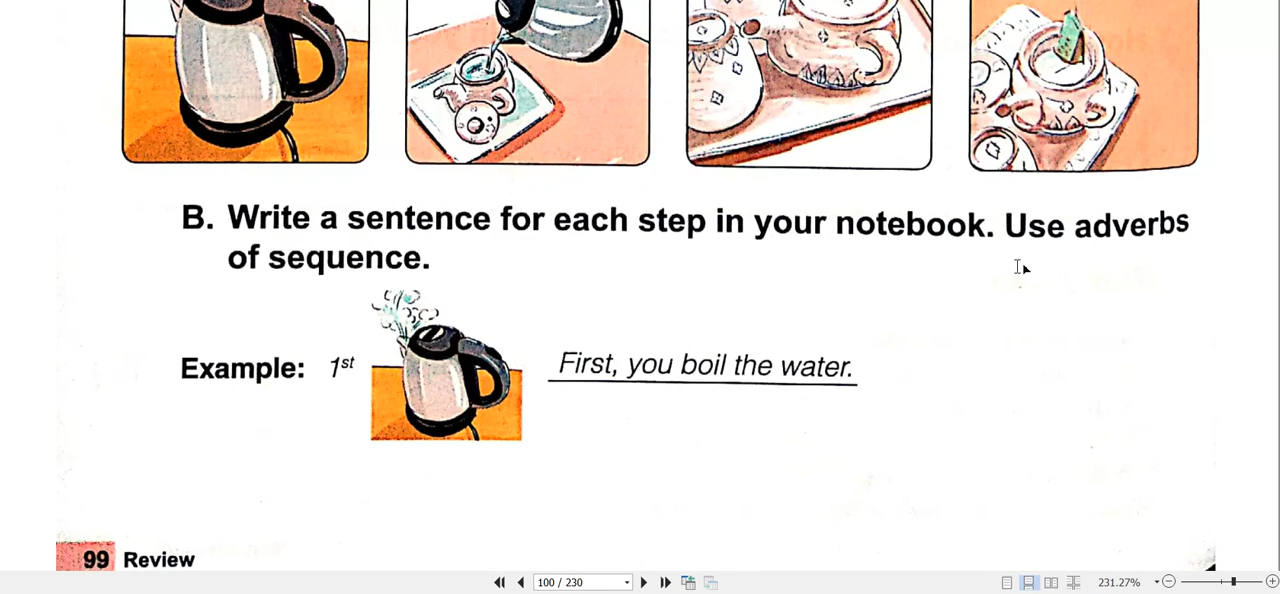 B. Write a sentence for each step in your notebook. Use adverbs
of sequence.
Example: 1st First, you boil the water.
99 Review
100 / 230
231.27%